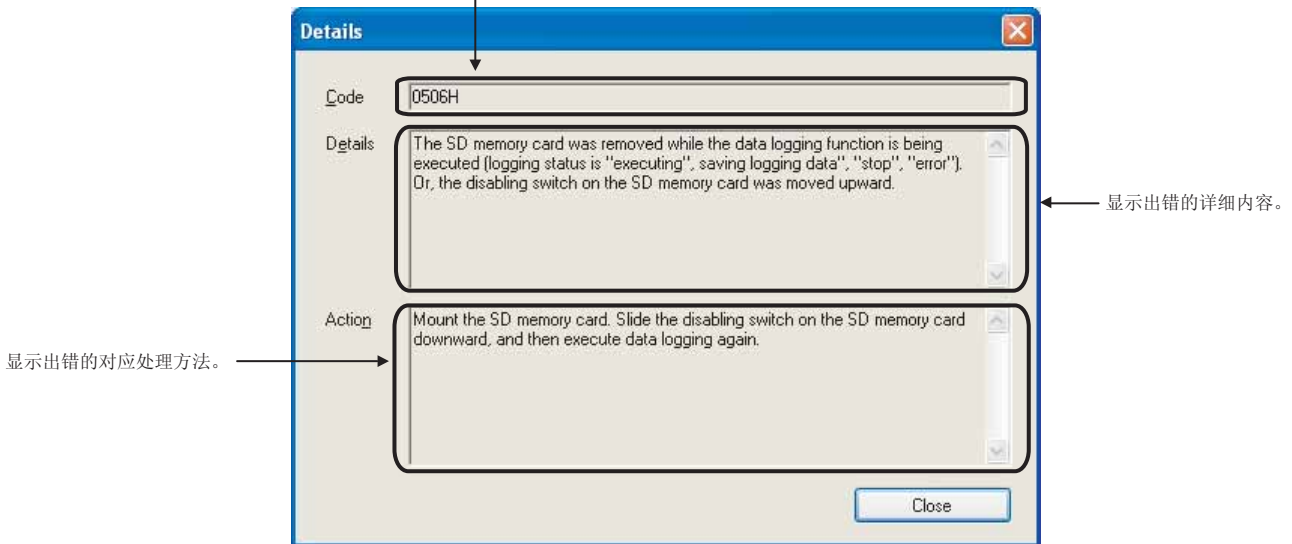 Details
Code
0506H
Details
The SD memory card was removed while the data logging function is being
executed (logging status is "executing", saving logging data", "stop", "error").
Or, the disabling switch on the SD memory card was moved upward.
显示出错的详细内容。
Action
Mount the SD memory card. Slide the disabling switch on the SD memory card
downward, and then execute data logging again.
显示出错的对应处理方法。
Close